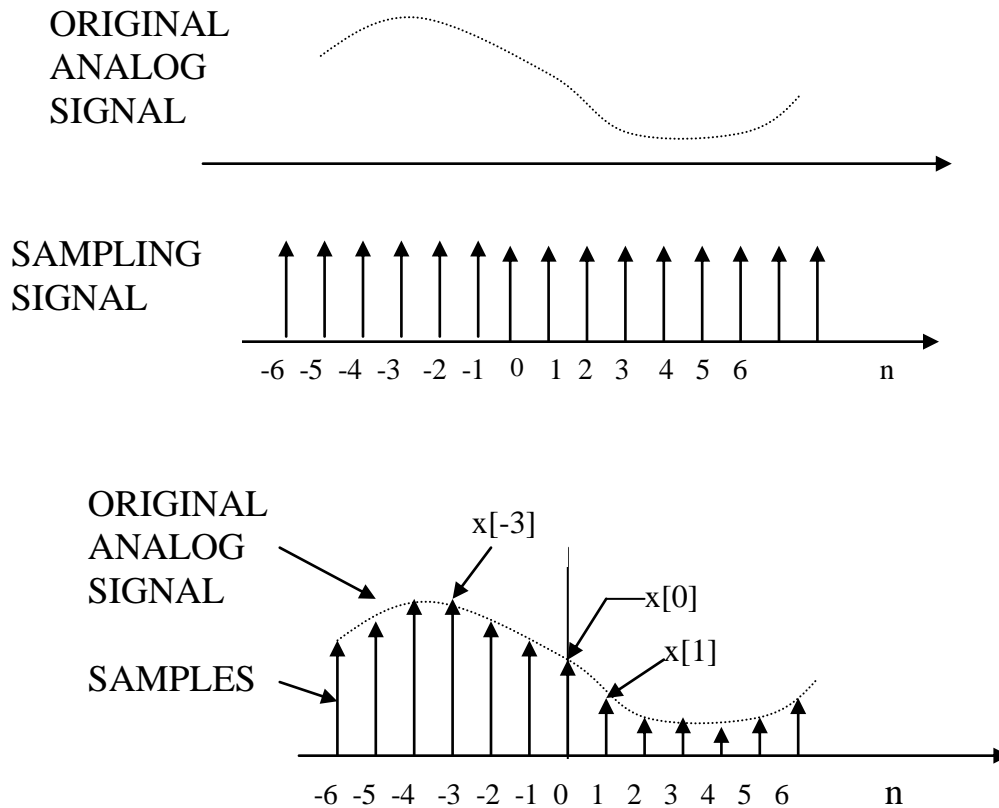 ORIGINAL
ANALOG
SIGNAL
SAMPLING
SIGNAL
-6 -5 -4 -3 -2 -1 0 1 2 3 4 5 6 n
ORIGINAL
ANALOG
SIGNAL
x[-3]
x[0]
x[1]
SAMPLES
-6 -5 -4 -3 -2 -1 0 1 2 3 4 5 6 n